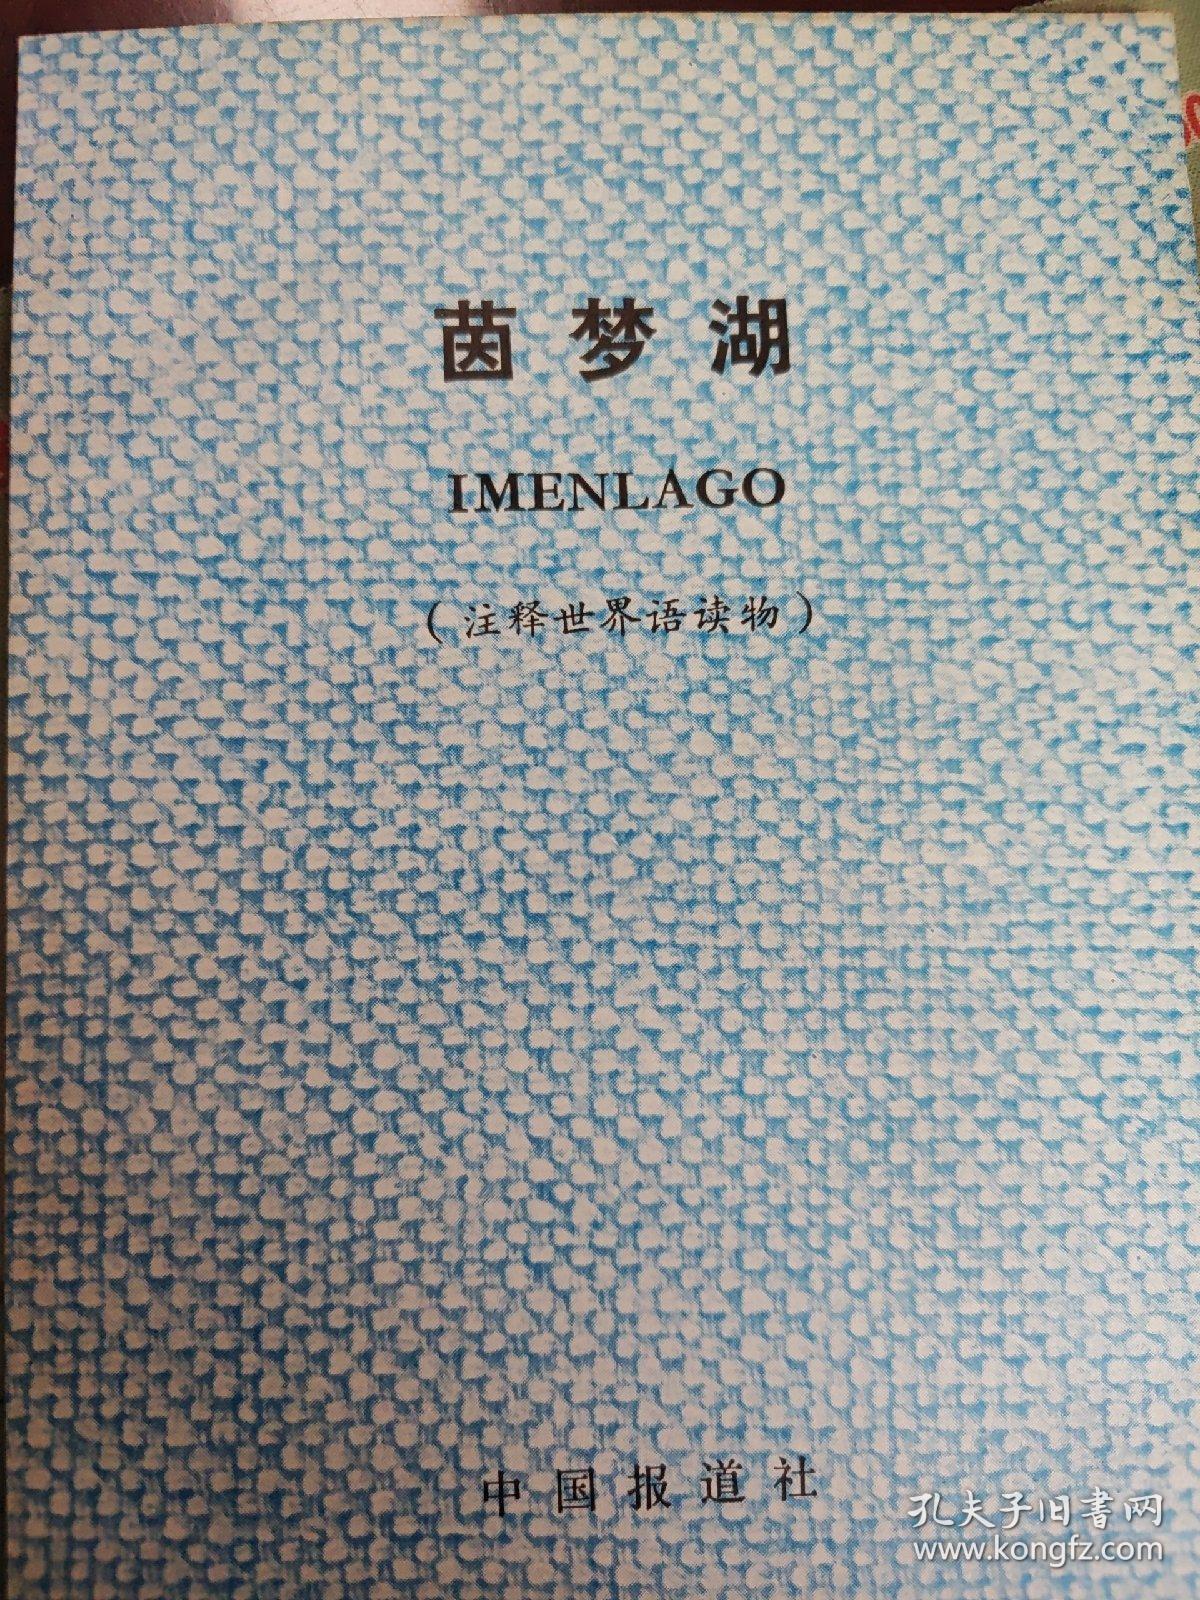 茵梦湖
IMENLAGO
(注释世界语读物)
中国报道社
孔夫子旧书网
www.kongfz.com